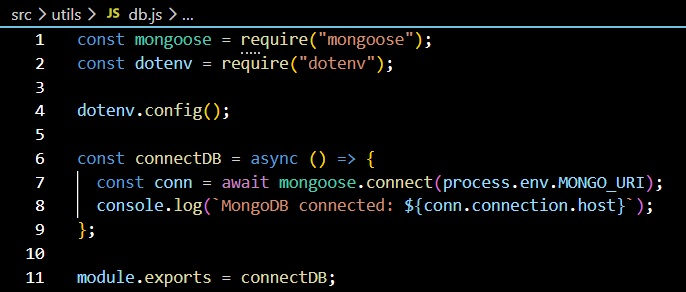 src > utils > JS db.js > ...
1 const mongoose = require("mongoose");
2 const dotenv = require("dotenv");
3
4 dotenv.config();
5
6 const connectDB = async () => {
7   const conn = await mongoose.connect(process.env.MONGO_URI);
8   console.log(`MongoDB connected: ${conn.connection.host}`);
9 };
10
11 module.exports = connectDB;